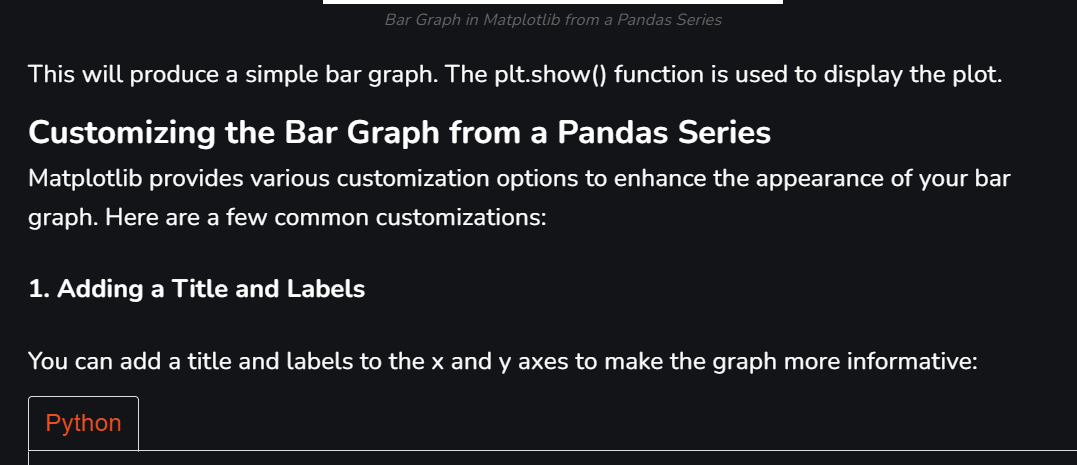 Bar Graph in Matplotlib from a Pandas Series
This will produce a simple bar graph. The plt.show() function is used to display the plot.
Customizing the Bar Graph from a Pandas Series
Matplotlib provides various customization options to enhance the appearance of your bar
graph. Here are a few common customizations:
1. Adding a Title and Labels
You can add a title and labels to the x and y axes to make the graph more informative:
Python